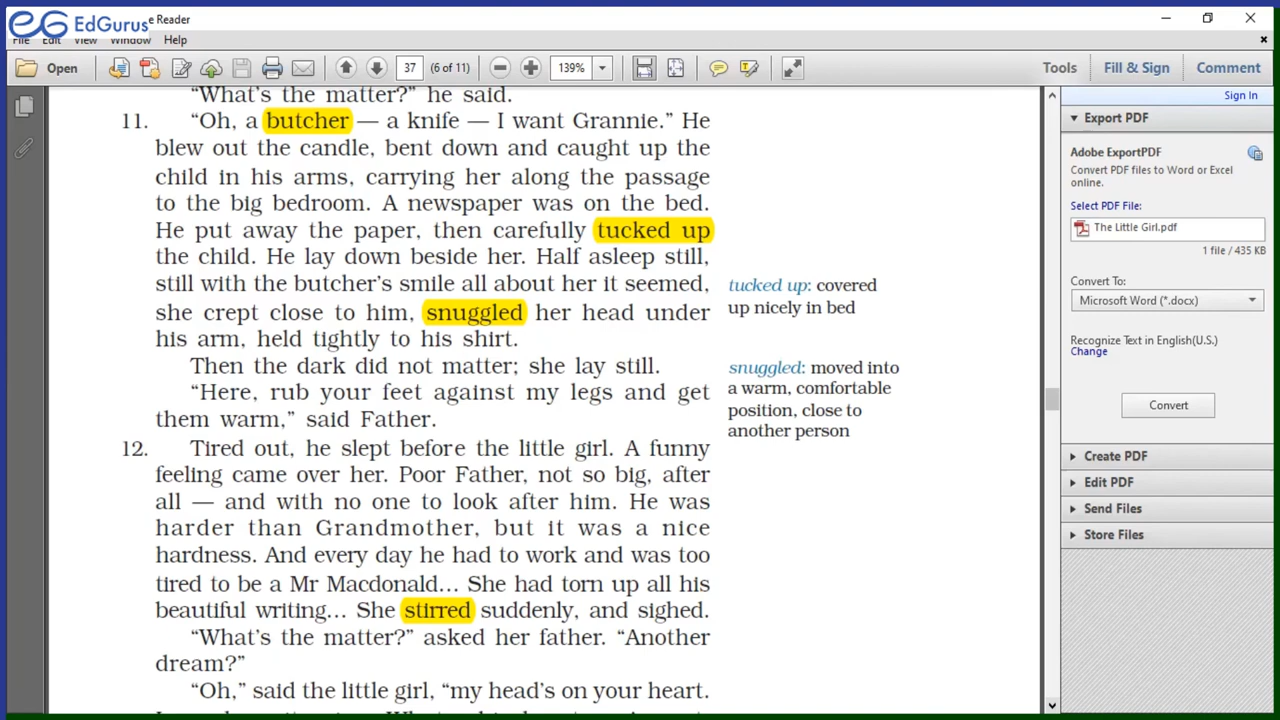 EdGurus
e Reader
File Edit View Window Help
Open 37 (6 of 11) 139% Tools Fill & Sign Comment
Sign In
“What’s the matter?” he said.
11. “Oh, a butcher — a knife — I want Grannie.” He
blew out the candle, bent down and caught up the
child in his arms, carrying her along the passage
to the big bedroom. A newspaper was on the bed.
He put away the paper, then carefully tucked up
the child. He lay down beside her. Half asleep still,
still with the butcher’s smile all about her it seemed,
she crept close to him, snuggled her head under
his arm, held tightly to his shirt.
Then the dark did not matter; she lay still.
“Here, rub your feet against my legs and get
them warm,” said Father.
12. Tired out, he slept before the little girl. A funny
feeling came over her. Poor Father, not so big, after
all — and with no one to look after him. He was
harder than Grandmother, but it was a nice
hardness. And every day he had to work and was too
tired to be a Mr Macdonald... She had torn up all his
beautiful writing... She stirred suddenly, and sighed.
“What’s the matter?” asked her father. “Another
dream?”
“Oh,” said the little girl, “my head’s on your heart.
tucked up: covered
up nicely in bed
snuggled: moved into
a warm, comfortable
position, close to
another person
Export PDF
Adobe ExportPDF
Convert PDF files to Word or Excel
online.
Select PDF File:
The Little Girl.pdf
1 file / 435 KB
Convert To:
Microsoft Word (*.docx)
Recognize Text in English(U.S.)
Change
Convert
Create PDF
Edit PDF
Send Files
Store Files